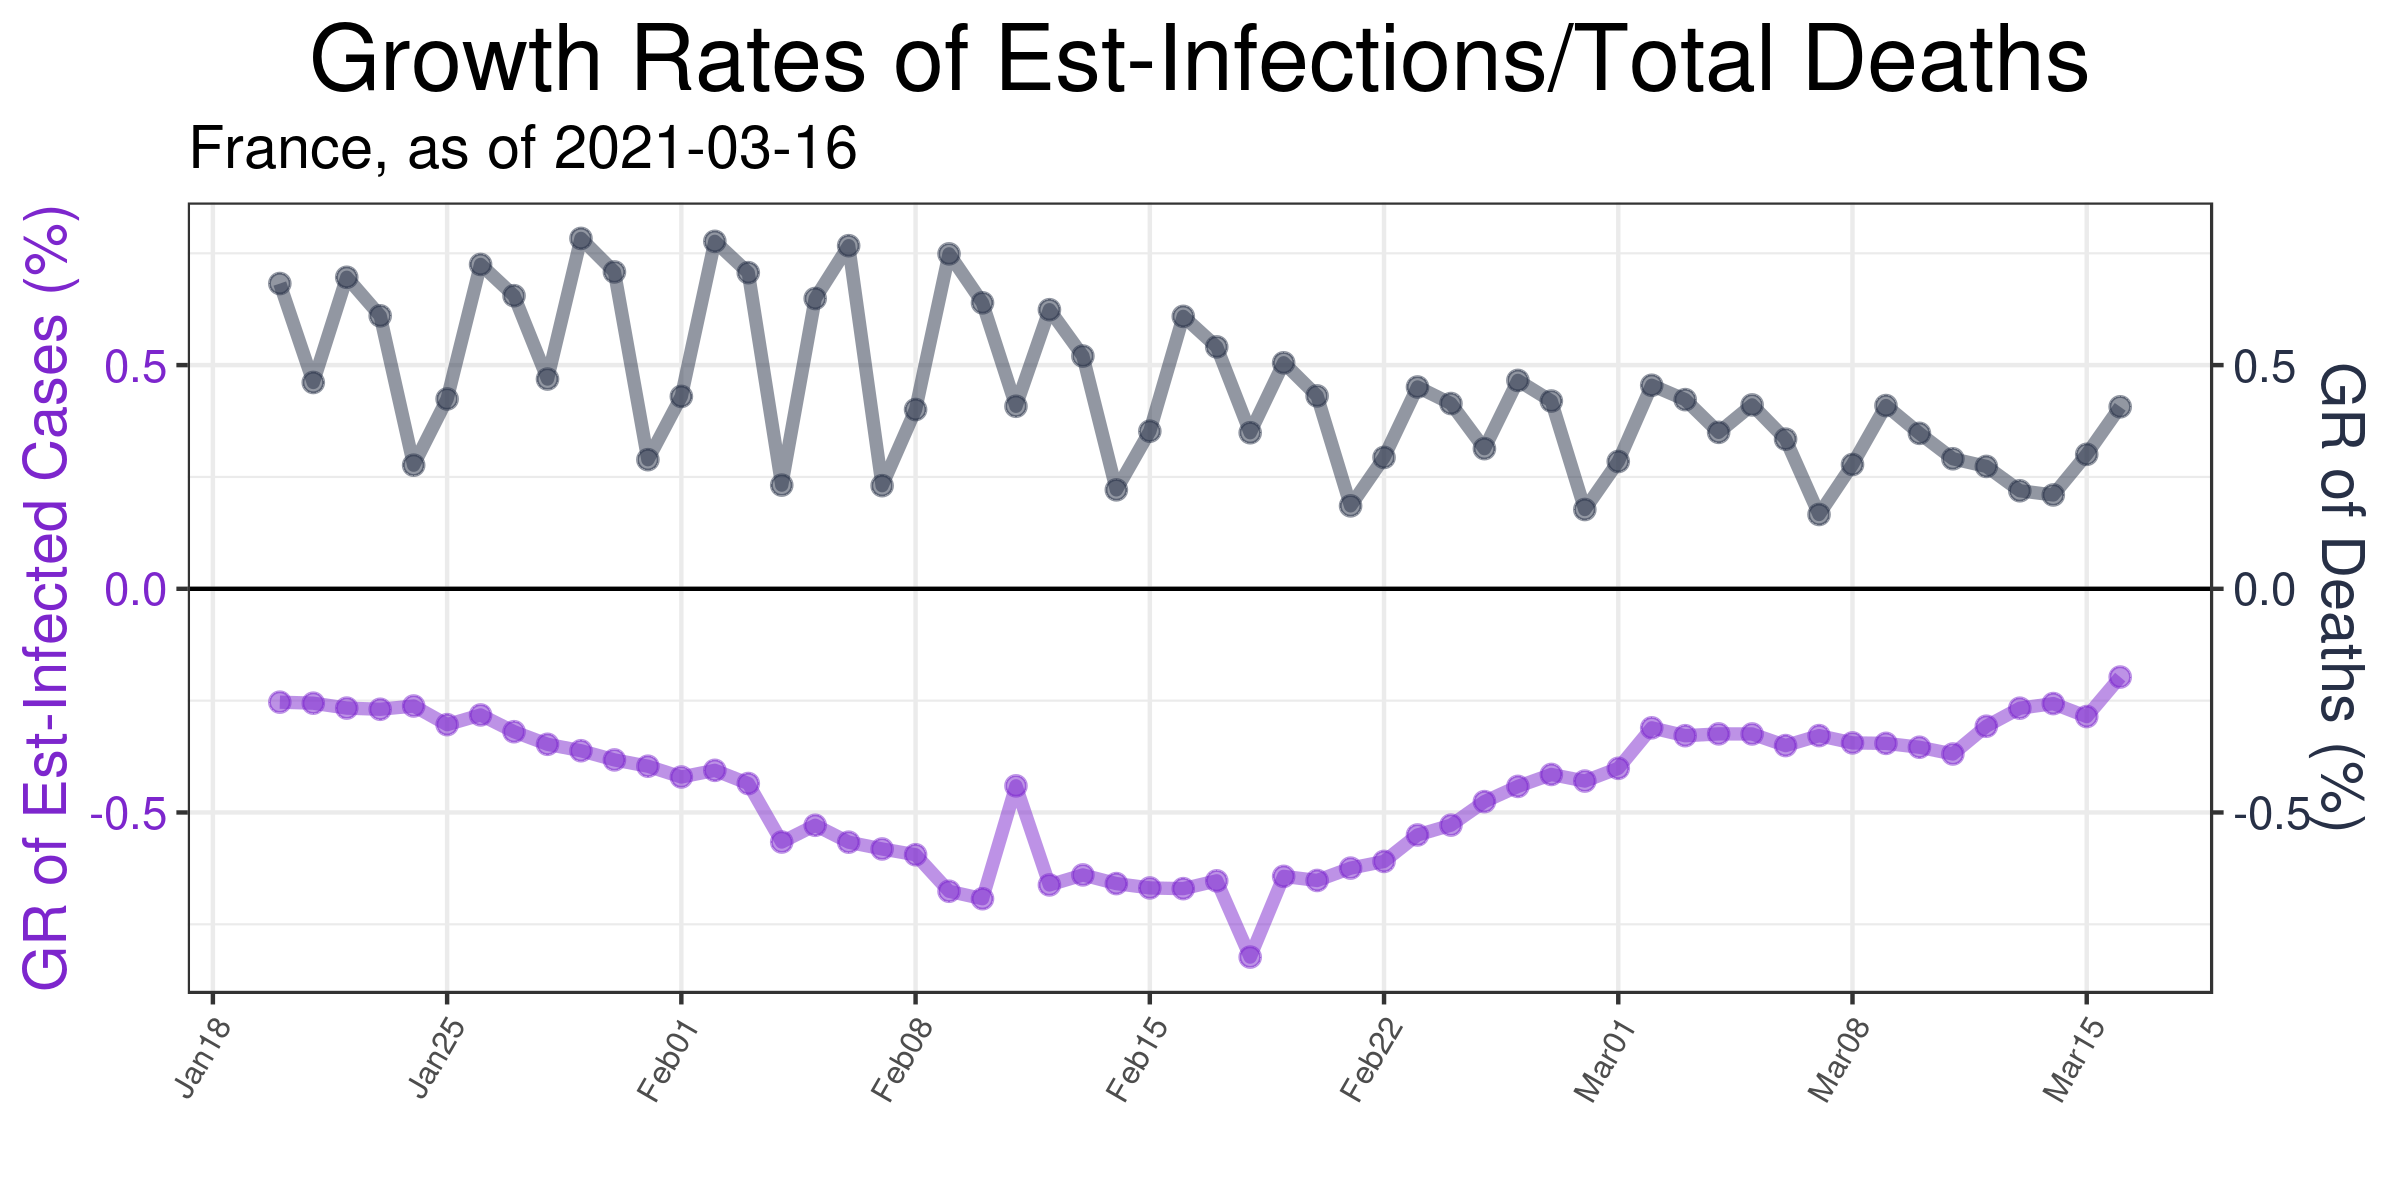 Growth Rates of Est-Infections/Total Deaths
France, as of 2021-03-16
GR of Est-Infected Cases (%)
0.5
0.0
-0.5
0.5
0.0
-0.5
GR of Deaths (%)
Jan18
Jan25
Feb01
Feb08
Feb15
Feb22
Mar01
Mar08
Mar15